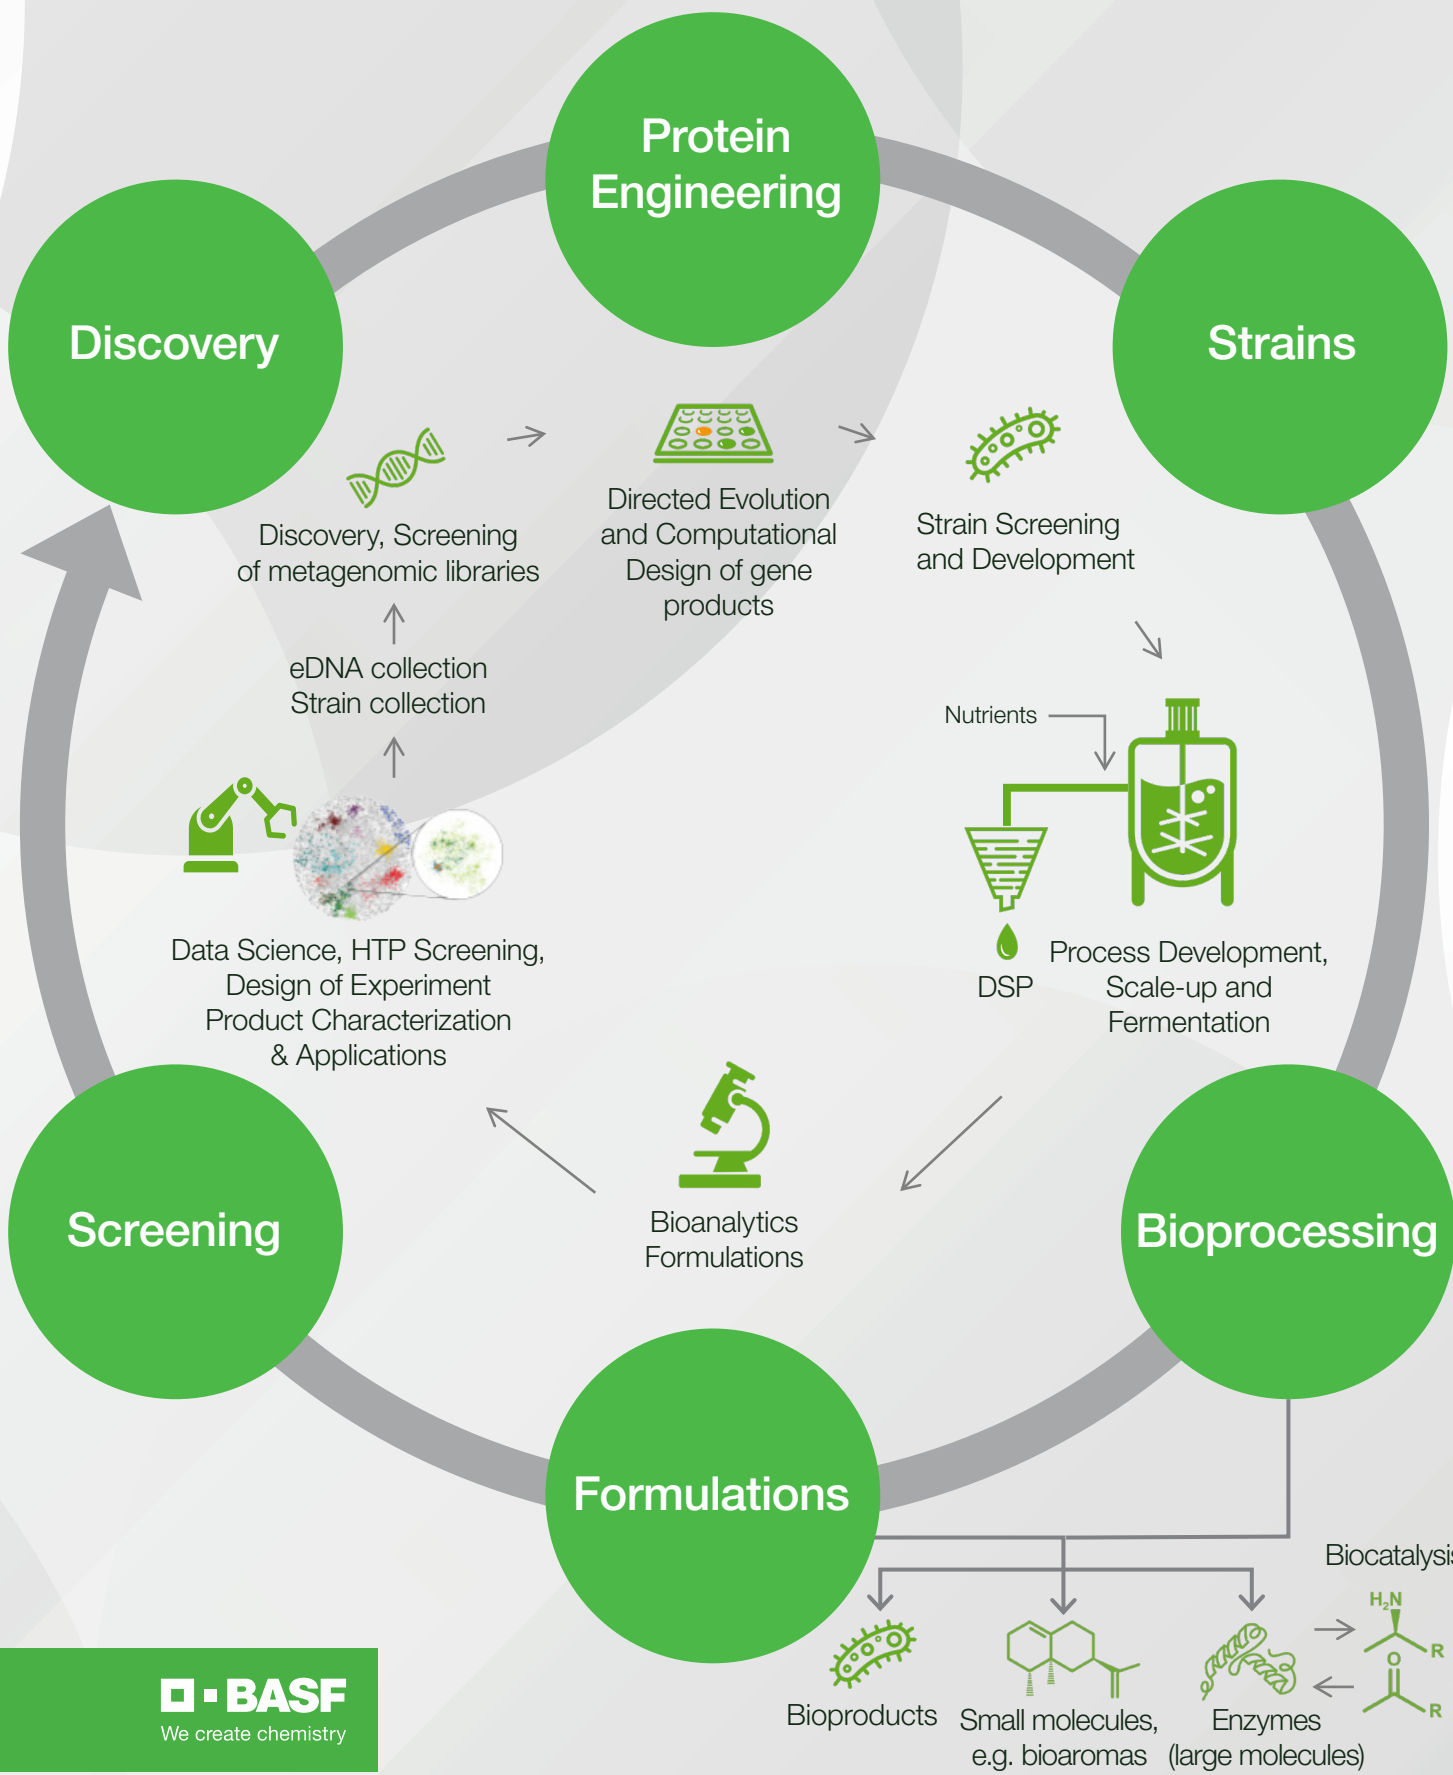 Protein
Engineering
Discovery
Strains
Discovery, Screening
of metagenomic libraries
Directed Evolution
and Computational
Design of gene
products
Strain Screening
and Development
eDNA collection
Strain collection
Nutrients
Data Science, HTP Screening,
Design of Experiment
Product Characterization
& Applications
DSP
Process Development,
Scale-up and
Fermentation
Bioanalytics
Formulations
Screening
Bioprocessing
Formulations
Biocatalysis
H₂N
R
O
R
Bioproducts
Small molecules,
e.g. bioaromas
Enzymes
(large molecules)
BASF
We create chemistry